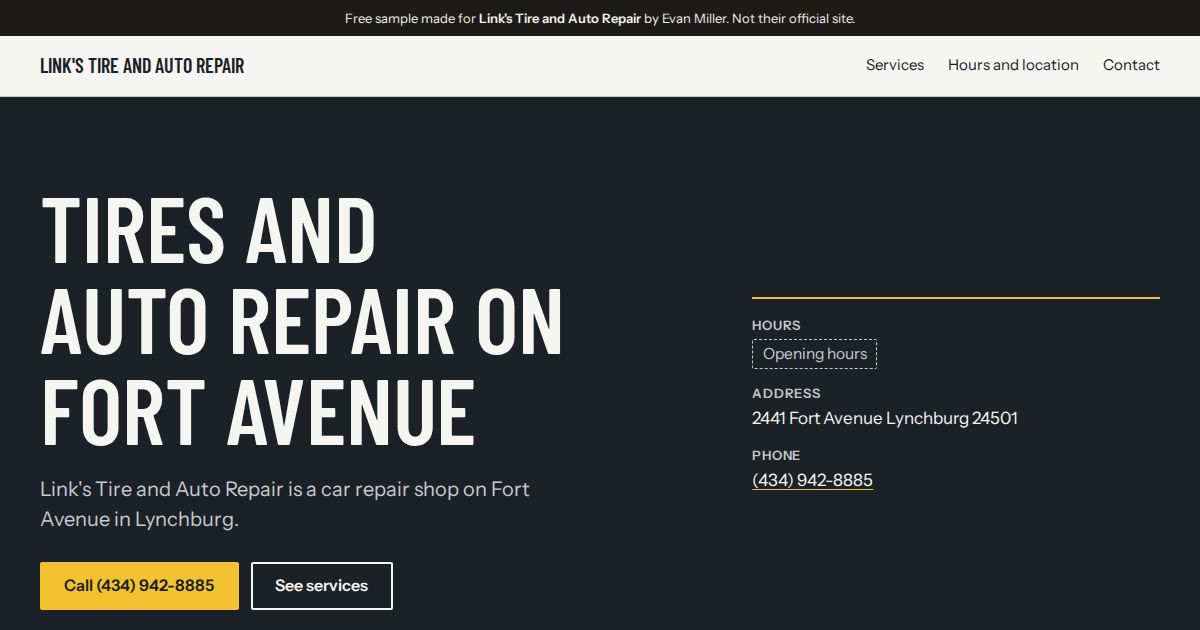 Free sample made for Link's Tire and Auto Repair by Evan Miller. Not their official site.
LINK'S TIRE AND AUTO REPAIR
Services
Hours and location
Contact
TIRES AND
AUTO REPAIR ON
FORT AVENUE
Link's Tire and Auto Repair is a car repair shop on Fort
Avenue in Lynchburg.
Call (434) 942-8885
See services
HOURS
Opening hours
ADDRESS
2441 Fort Avenue Lynchburg 24501
PHONE
(434) 942-8885